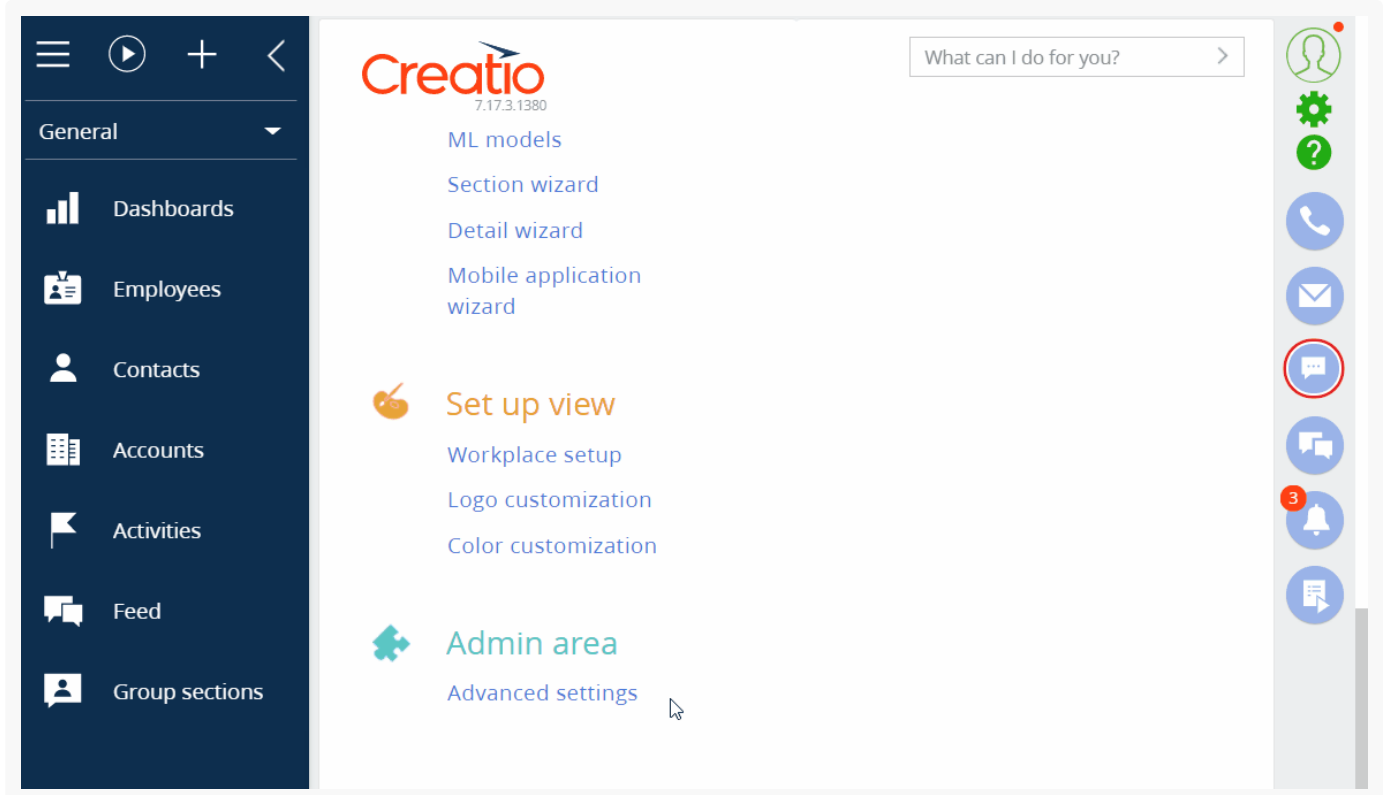 General
Dashboards
Employees
Contacts
Accounts
Activities
Feed
Group sections
Creatio
7.17.3.1380
What can I do for you?
ML models
Section wizard
Detail wizard
Mobile application
wizard
Set up view
Workplace setup
Logo customization
Color customization
Admin area
Advanced settings
?
3